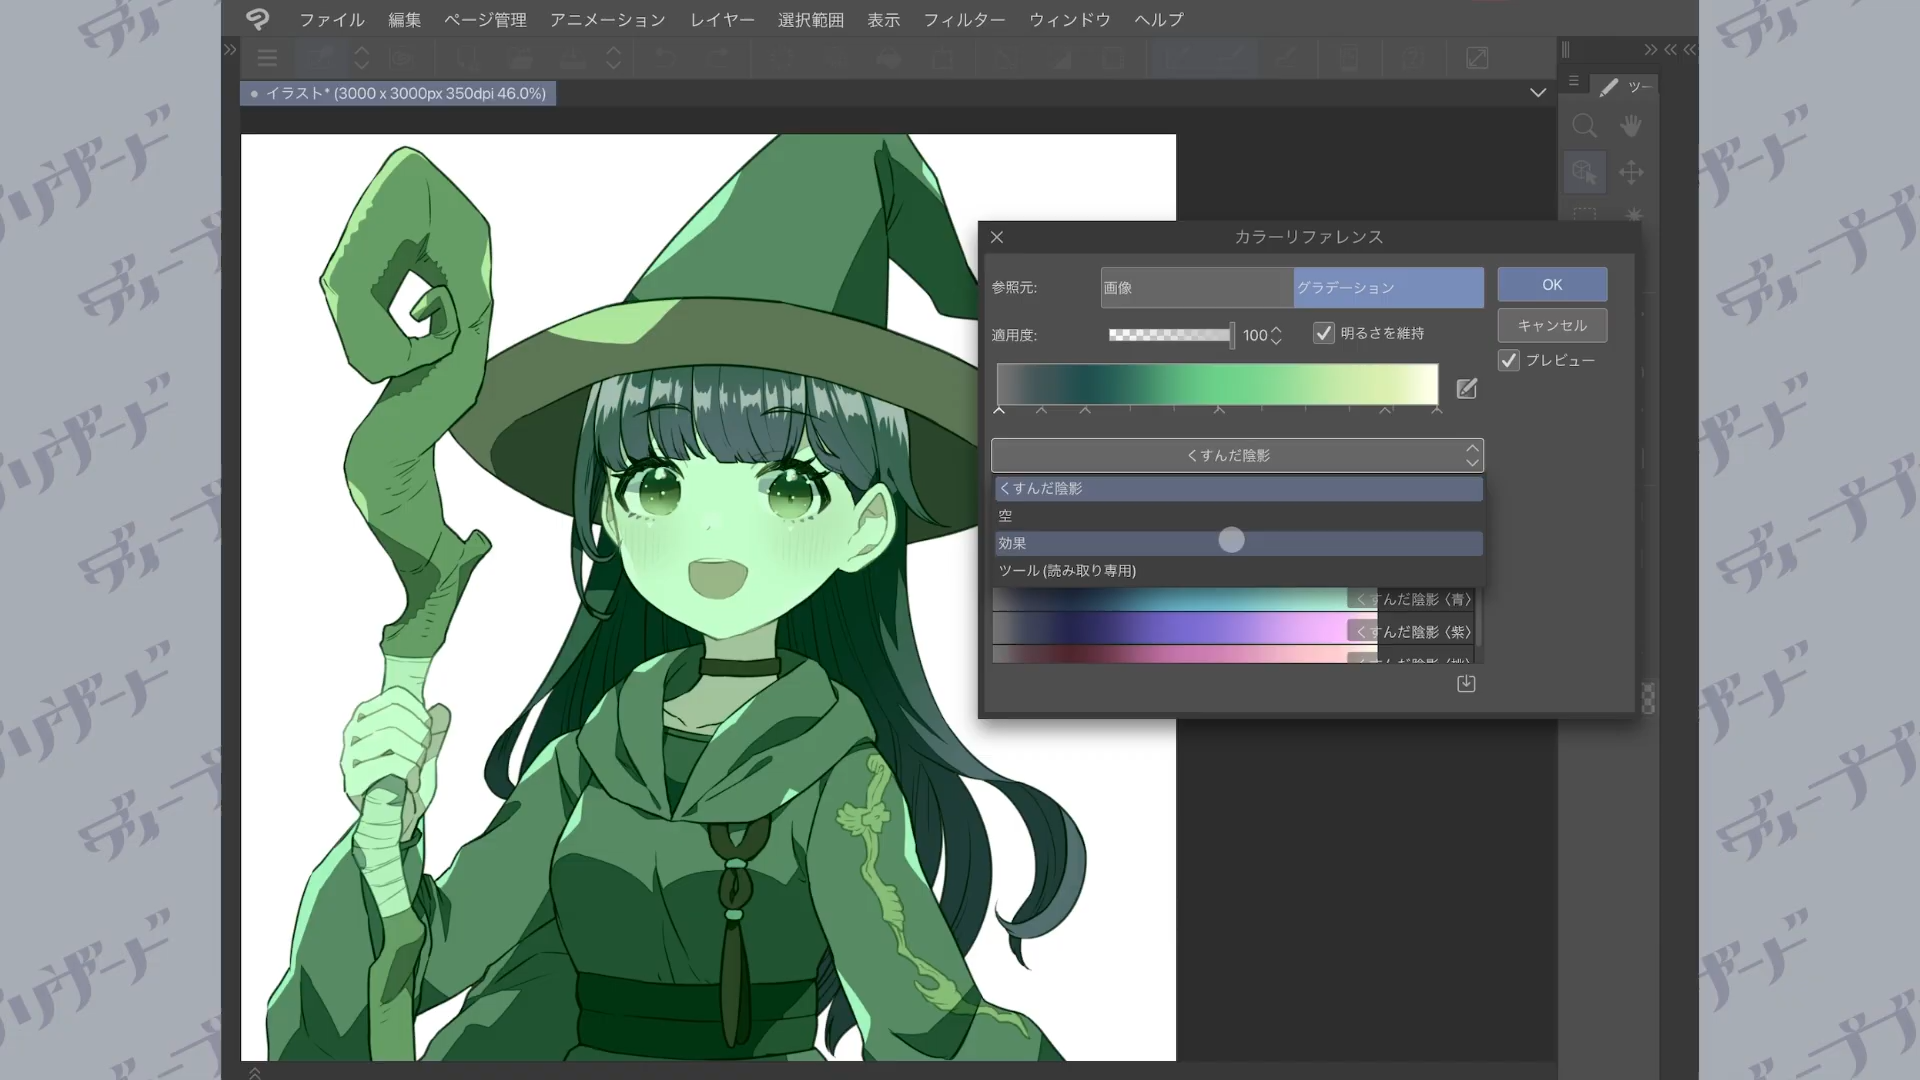 ファイル 編集 ページ管理 アニメーション レイヤー 選択範囲 表示 フィルター ウィンドウ ヘルプ
イラスト* (3000 x 3000px 350dpi 46.0%)
ツー
カラーリファレンス
参照元: 画像 グラデーション OK
適用度: 100 明るさを維持 キャンセル
プレビュー
くすんだ陰影
くすんだ陰影
空
効果
ツール(読み取り専用)
くすんだ陰影〈青〉
くすんだ陰影〈紫〉